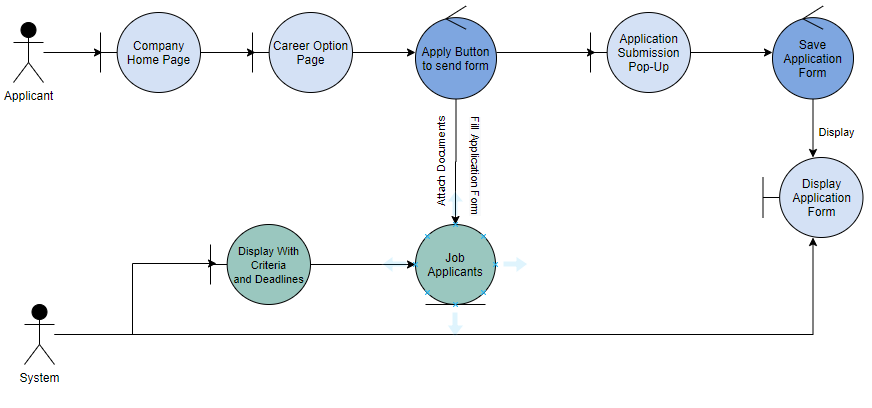 Company
Home Page
Career Option
Page
Apply Button
to send form
Application
Submission
Pop-Up
Save
Application
Form
Applicant
Attach Documents
Fill Application Form
Display
Display
Application
Form
Display With
Criteria
and Deadlines
Job
Applicants
System